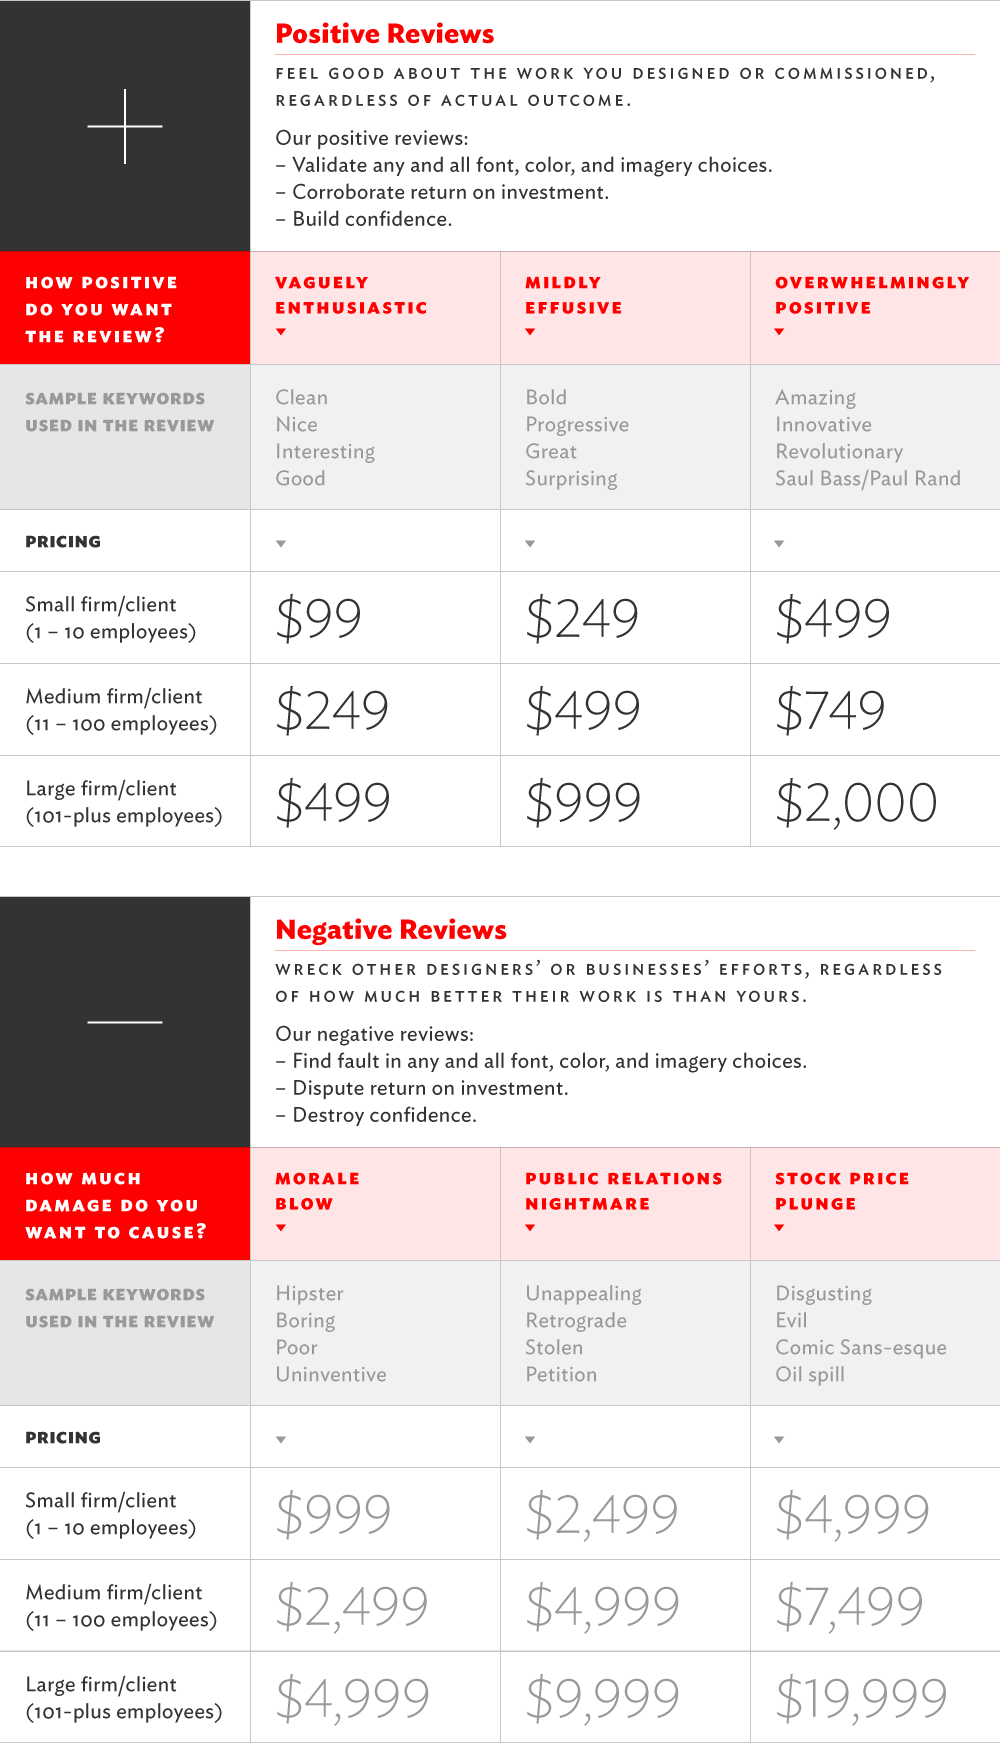 Positive Reviews
FEEL GOOD ABOUT THE WORK YOU DESIGNED OR COMMISSIONED,
REGARDLESS OF ACTUAL OUTCOME.
Our positive reviews:
– Validate any and all font, color, and imagery choices.
– Corroborate return on investment.
– Build confidence.
HOW POSITIVE
DO YOU WANT
THE REVIEW?
VAGUELY
ENTHUSIASTIC
MILDLY
EFFUSIVE
OVERWHELMINGLY
POSITIVE
SAMPLE KEYWORDS
USED IN THE REVIEW
Clean
Nice
Interesting
Good
Bold
Progressive
Great
Surprising
Amazing
Innovative
Revolutionary
Saul Bass/Paul Rand
PRICING
Small firm/client
(1 – 10 employees)
$99
$249
$499
Medium firm/client
(11 – 100 employees)
$249
$499
$749
Large firm/client
(101-plus employees)
$499
$999
$2,000
Negative Reviews
WRECK OTHER DESIGNERS’ OR BUSINESSES’ EFFORTS, REGARDLESS
OF HOW MUCH BETTER THEIR WORK IS THAN YOURS.
Our negative reviews:
– Find fault in any and all font, color, and imagery choices.
– Dispute return on investment.
– Destroy confidence.
HOW MUCH
DAMAGE DO YOU
WANT TO CAUSE?
MORALE
BLOW
PUBLIC RELATIONS
NIGHTMARE
STOCK PRICE
PLUNGE
SAMPLE KEYWORDS
USED IN THE REVIEW
Hipster
Boring
Poor
Uninventive
Unappealing
Retrograde
Stolen
Petition
Disgusting
Evil
Comic Sans-esque
Oil spill
PRICING
Small firm/client
(1 – 10 employees)
$999
$2,499
$4,999
Medium firm/client
(11 – 100 employees)
$2,499
$4,999
$7,499
Large firm/client
(101-plus employees)
$4,999
$9,999
$19,999